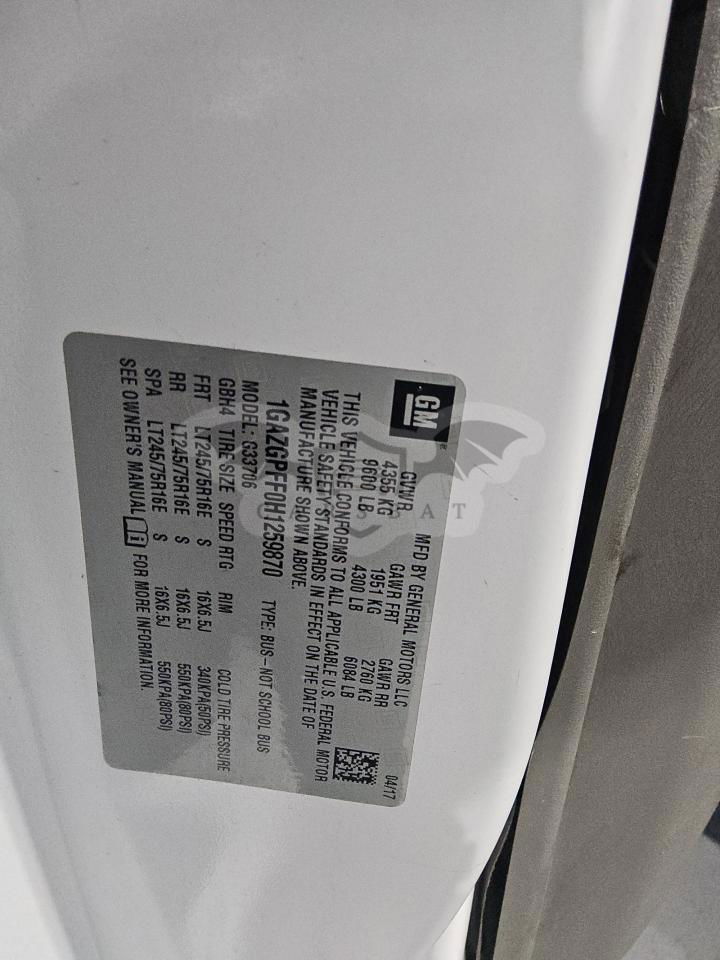 GM
MFD BY GENERAL MOTORS LLC 04/17
GVWR GAWR FRT GAWR RR
4355 KG 1951 KG 2760 KG
9600 LB 4300 LB 6084 LB
THIS VEHICLE CONFORMS TO ALL APPLICABLE U.S. FEDERAL MOTOR
VEHICLE SAFETY STANDARDS IN EFFECT ON THE DATE OF
MANUFACTURE SHOWN ABOVE.
1GAZGPFF0H1259870 TYPE: BUS – NOT SCHOOL BUS
MODEL: G33706
GBH4 TIRE SIZE SPEED RTG RIM COLD TIRE PRESSURE
FRT LT245/75R16E S 16X6.5J 340KPA(50PSI)
RR LT245/75R16E S 16X6.5J 550KPA(80PSI)
SPA LT245/75R16E S 16X6.5J 550KPA(80PSI)
SEE OWNER'S MANUAL i FOR MORE INFORMATION.